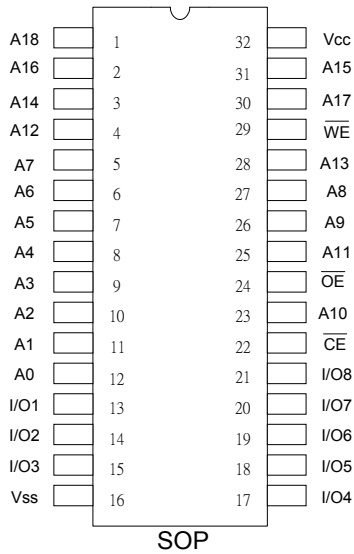 A18 1 32 Vcc
A16 2 31 A15
A14 3 30 A17
A12 4 29 W̅E̅
A7 5 28 A13
A6 6 27 A8
A5 7 26 A9
A4 8 25 A11
A3 9 24 O̅E̅
A2 10 23 A10
A1 11 22 C̅E̅
A0 12 21 I/O8
I/O1 13 20 I/O7
I/O2 14 19 I/O6
I/O3 15 18 I/O5
Vss 16 17 I/O4
SOP